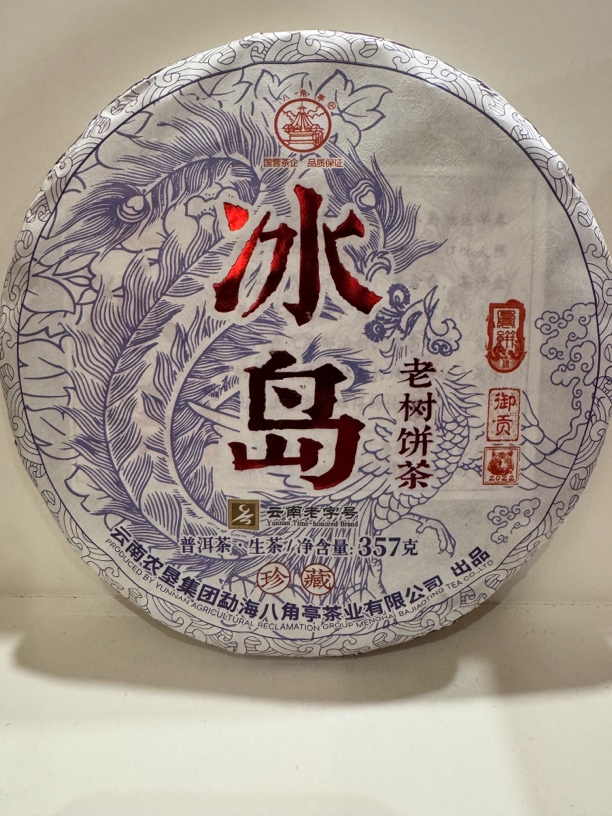 八角亭®
国营茶企 品质保证
冰岛
老树饼茶
御贡
2022
云南老字号
Yunnan Time-honored Brand
普洱茶·生茶/净含量:357克
珍藏
云南农垦集团勐海八角亭茶业有限公司 出品
PRODUCED BY YUNNAN AGRICULTURAL RECLAMATION GROUP MENGHAI BAJIAOTING TEA CO.LTD